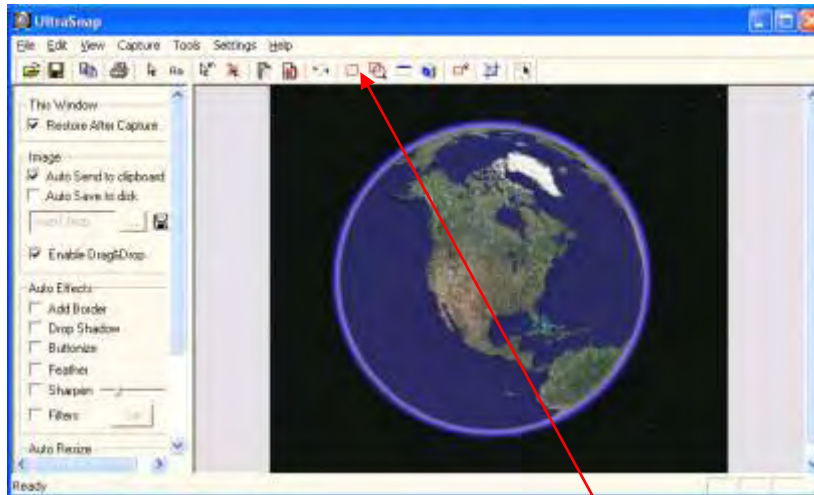 UltraSnap
File Edit View Capture Tools Settings Help
This Window
Restore After Capture
Image
Auto Send to clipboard
Auto Save to disk
Enable Drag&Drop
Auto Effects
Add Border
Drop Shadow
Buttonize
Feather
Sharpen
Filters
Auto Resize
Ready